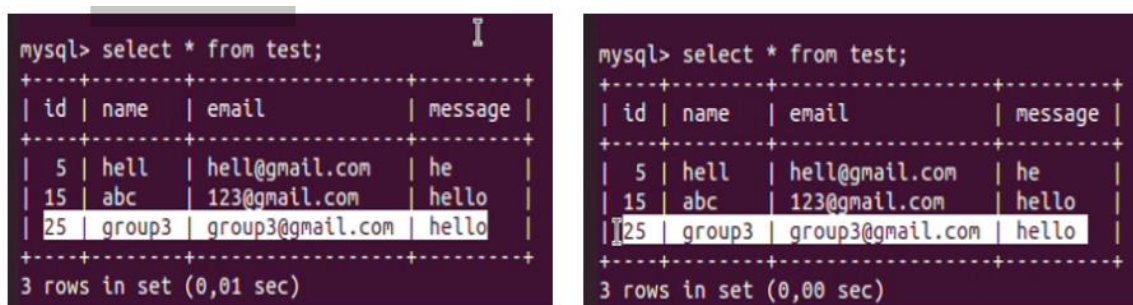 mysql> select * from test;
+----+--------+------------------+---------+
| id | name   | email            | message |
+----+--------+------------------+---------+
|  5 | hell   | hell@gmail.com   | he      |
| 15 | abc    | 123@gmail.com    | hello   |
| 25 | group3 | group3@gmail.com | hello   |
+----+--------+------------------+---------+
3 rows in set (0,01 sec)
mysql> select * from test;
+----+--------+------------------+---------+
| id | name   | email            | message |
+----+--------+------------------+---------+
|  5 | hell   | hell@gmail.com   | he      |
| 15 | abc    | 123@gmail.com    | hello   |
| 25 | group3 | group3@gmail.com | hello   |
+----+--------+------------------+---------+
3 rows in set (0,00 sec)